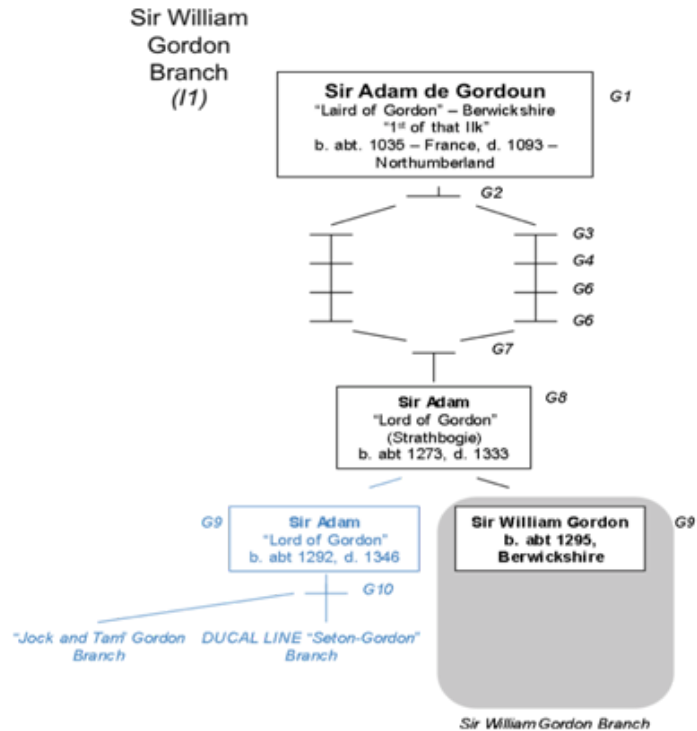 Sir William
Gordon
Branch
(I1)
Sir Adam de Gordoun
"Laird of Gordon" – Berwickshire
"1st of that Ilk"
b. abt. 1035 – France, d. 1093 –
Northumberland
G1
G2
G3
G4
G6
G6
G7
Sir Adam
"Lord of Gordon"
(Strathbogie)
b. abt 1273, d. 1333
G8
G9
Sir Adam
"Lord of Gordon"
b. abt 1292, d. 1346
Sir William Gordon
b. abt 1295,
Berwickshire
G9
G10
"Jock and Tam" Gordon
Branch
DUCAL LINE "Seton-Gordon"
Branch
Sir William Gordon Branch